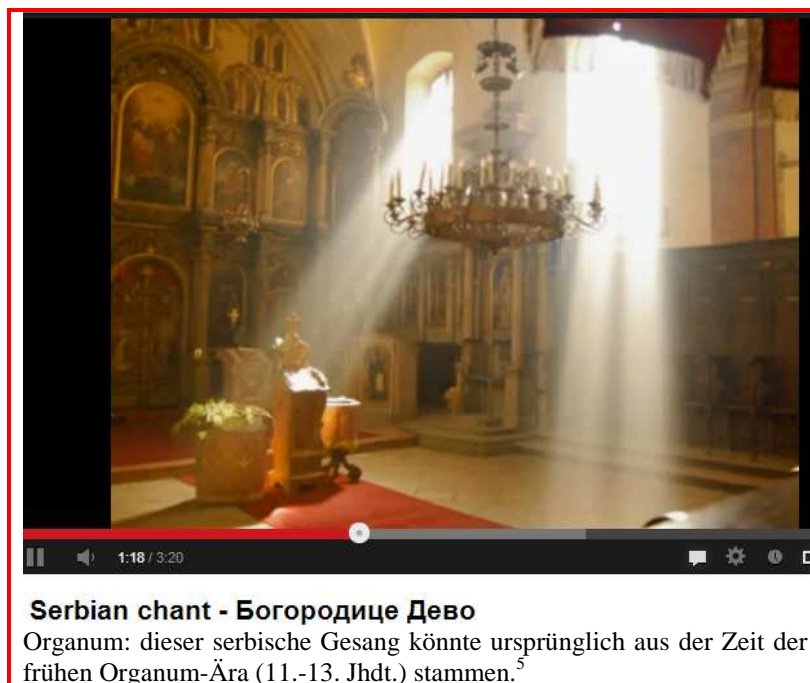 1:18 / 3:20
Serbian chant - Богородице Дево
Organum: dieser serbische Gesang könnte ursprünglich aus der Zeit der
frühen Organum-Ära (11.-13. Jhdt.) stammen.5